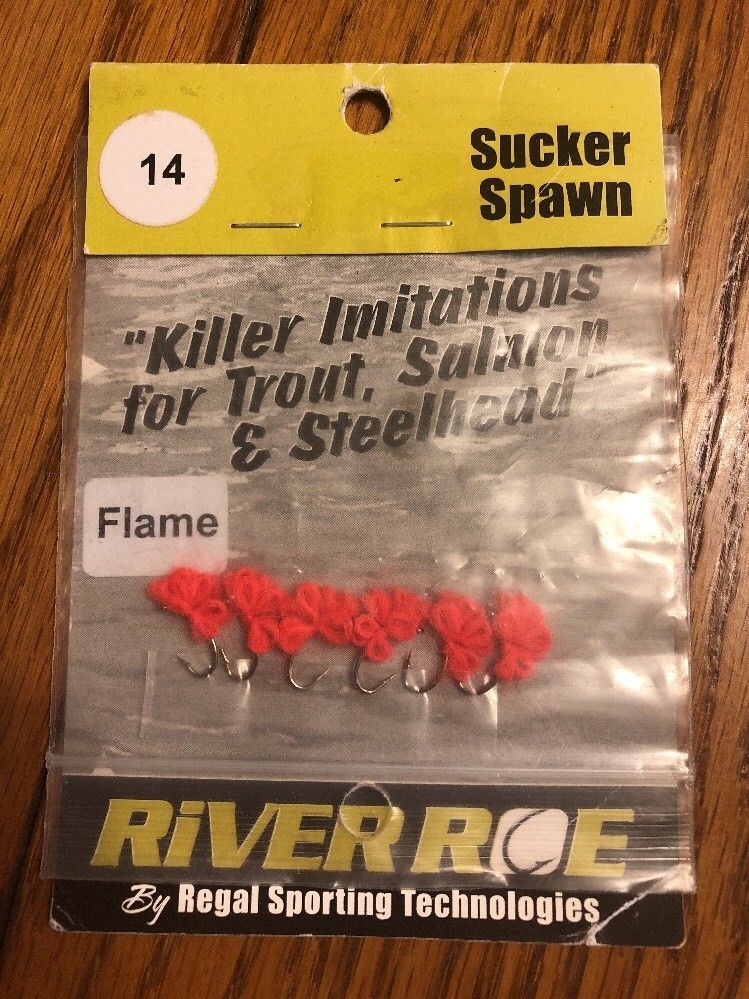 14
Sucker
Spawn
"Killer Imitations
for Trout, Salmon
& Steelhead"
Flame
RiVER ROE
By Regal Sporting Technologies